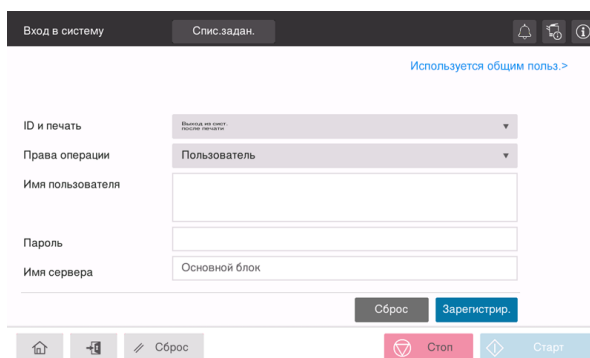 Вход в систему
Спис.задан.
Используется общим польз.>
ID и печать
Выход из сист.
после печати
Права операции
Пользователь
Имя пользователя
Пароль
Имя сервера
Основной блок
Сброс
Зарегистрир.
Сброс
Стоп
Старт